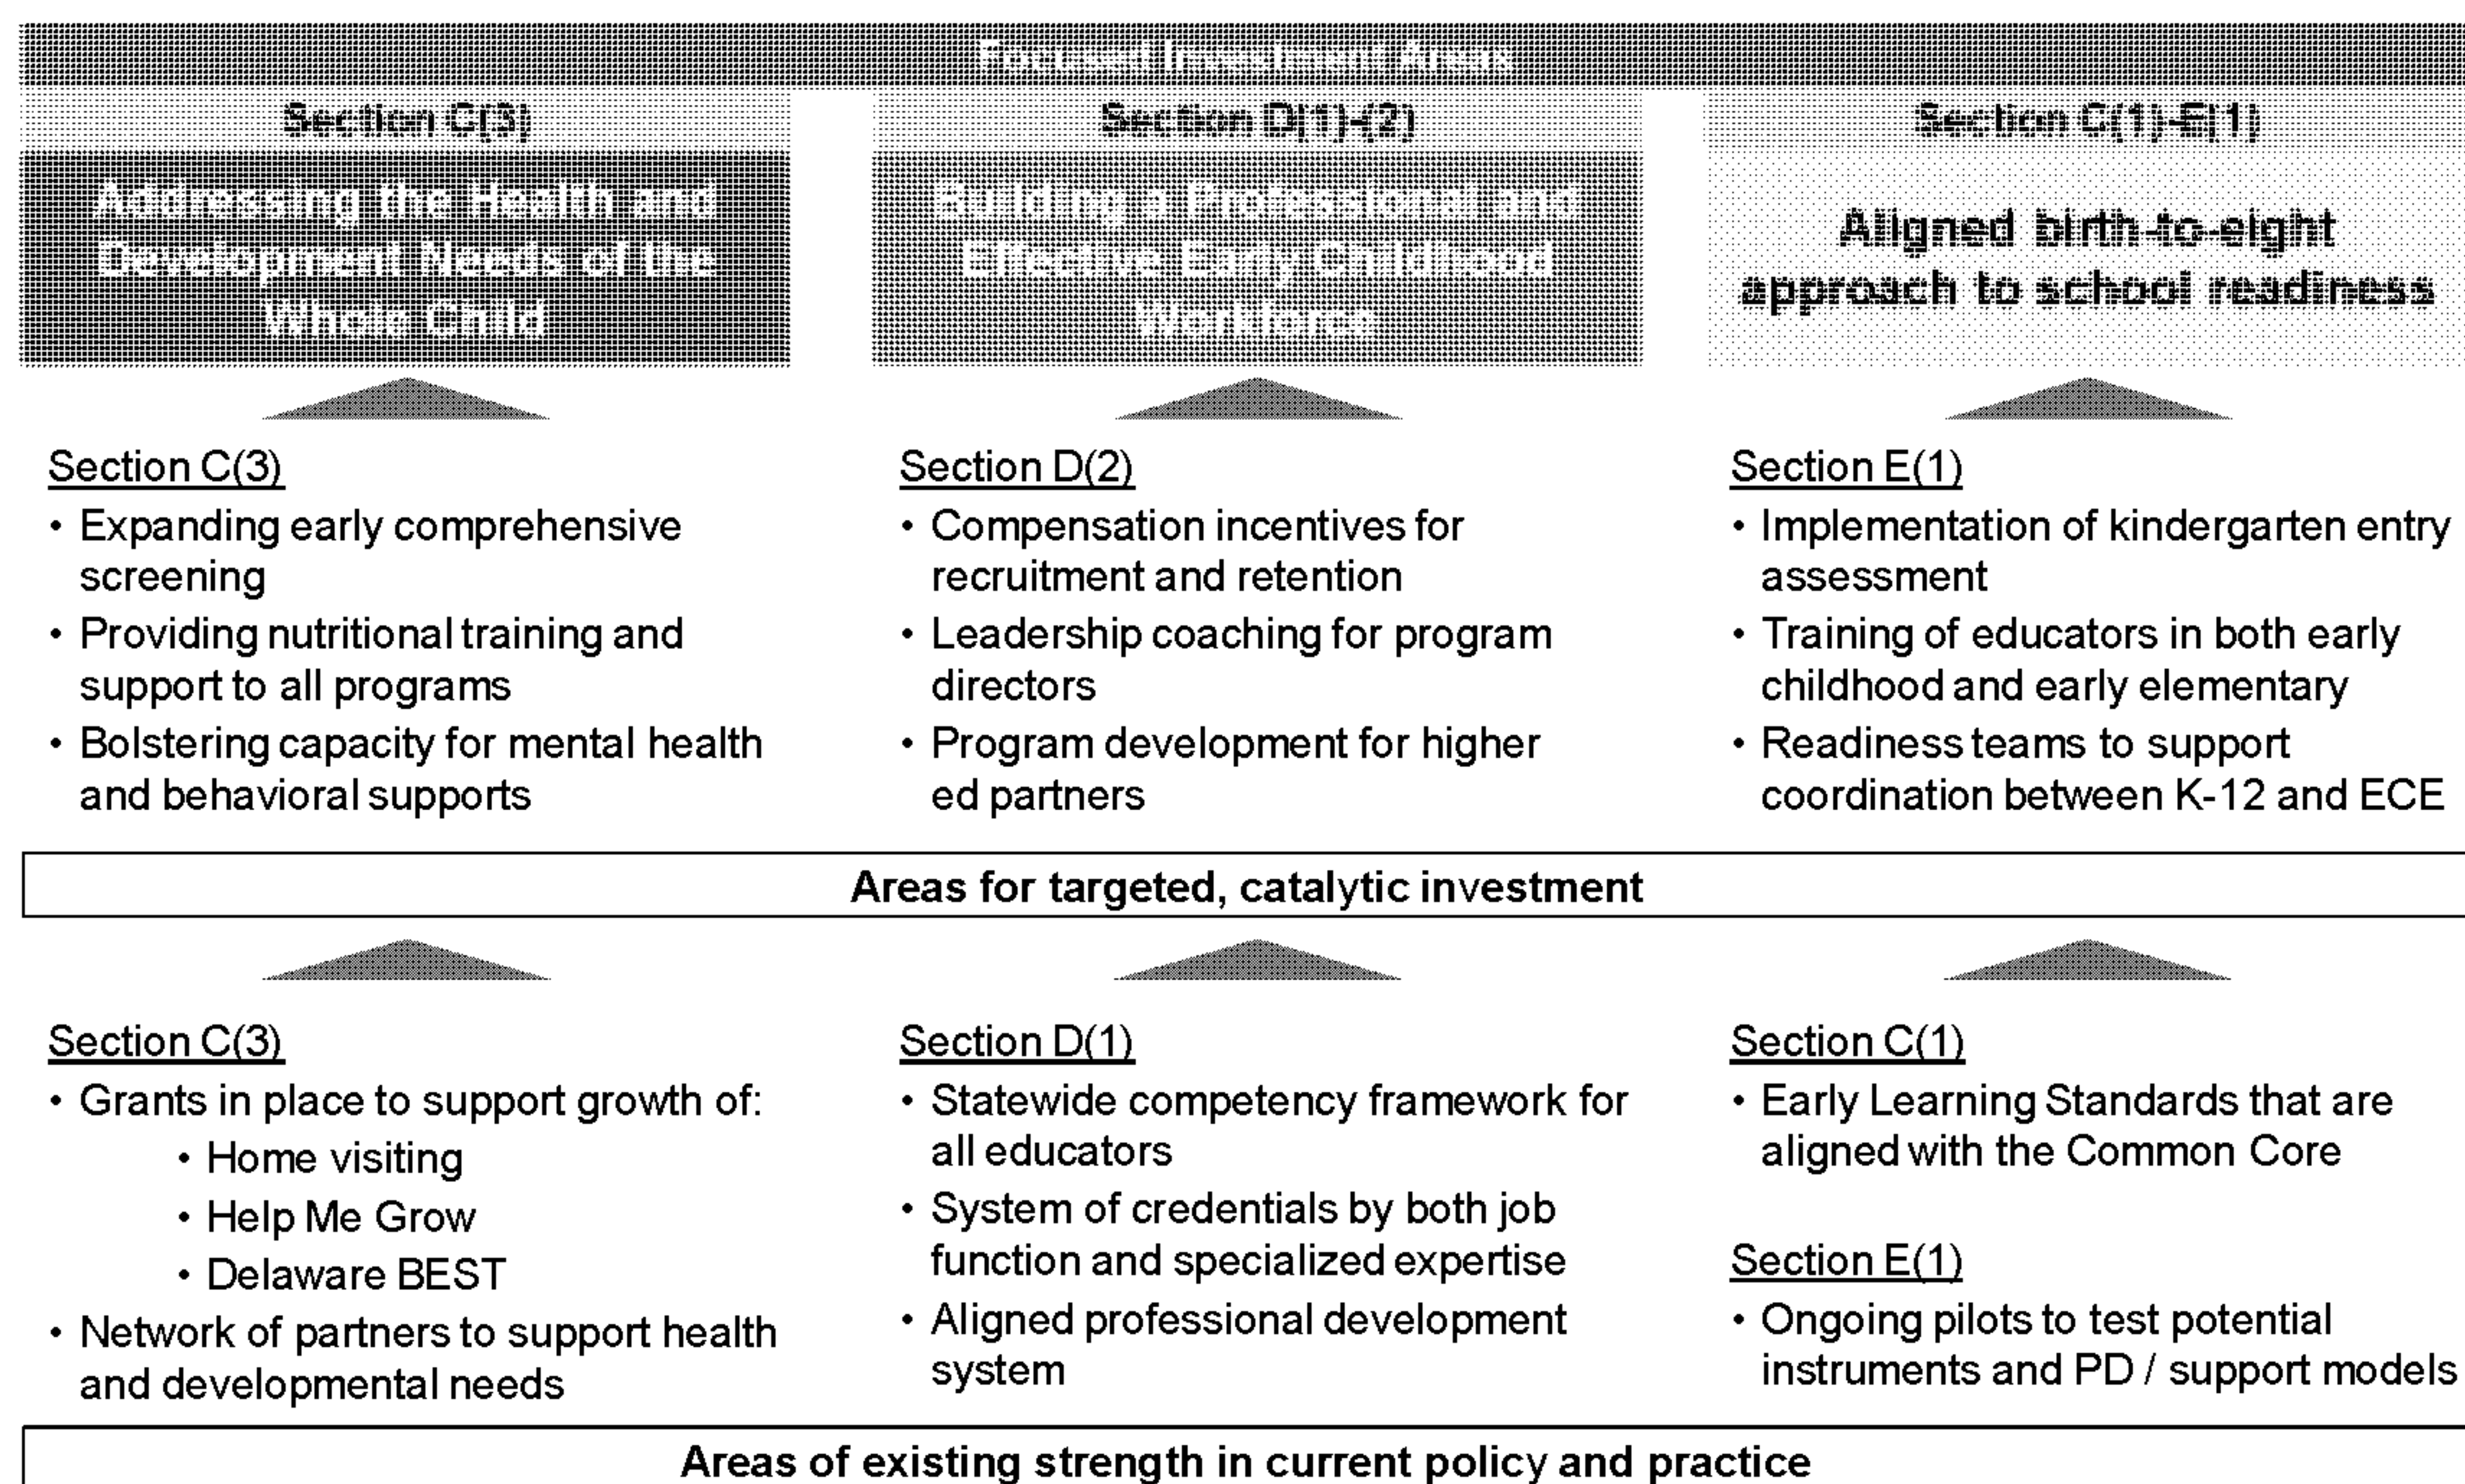 Focused Investment Areas
Section C(3)
Addressing the Health and
Development Needs of the
Whole Child
Section D(1)-(2)
Building a Professional and
Effective Early Childhood
Workforce
Section C(1)-E(1)
Aligned birth-to-eight
approach to school readiness
Section C(3)
• Expanding early comprehensive
screening
• Providing nutritional training and
support to all programs
• Bolstering capacity for mental health
and behavioral supports
Section D(2)
• Compensation incentives for
recruitment and retention
• Leadership coaching for program
directors
• Program development for higher
ed partners
Section E(1)
• Implementation of kindergarten entry
assessment
• Training of educators in both early
childhood and early elementary
• Readiness teams to support
coordination between K-12 and ECE
Areas for targeted, catalytic investment
Section C(3)
• Grants in place to support growth of:
• Home visiting
• Help Me Grow
• Delaware BEST
• Network of partners to support health
and developmental needs
Section D(1)
• Statewide competency framework for
all educators
• System of credentials by both job
function and specialized expertise
• Aligned professional development
system
Section C(1)
• Early Learning Standards that are
aligned with the Common Core
Section E(1)
• Ongoing pilots to test potential
instruments and PD / support models
Areas of existing strength in current policy and practice